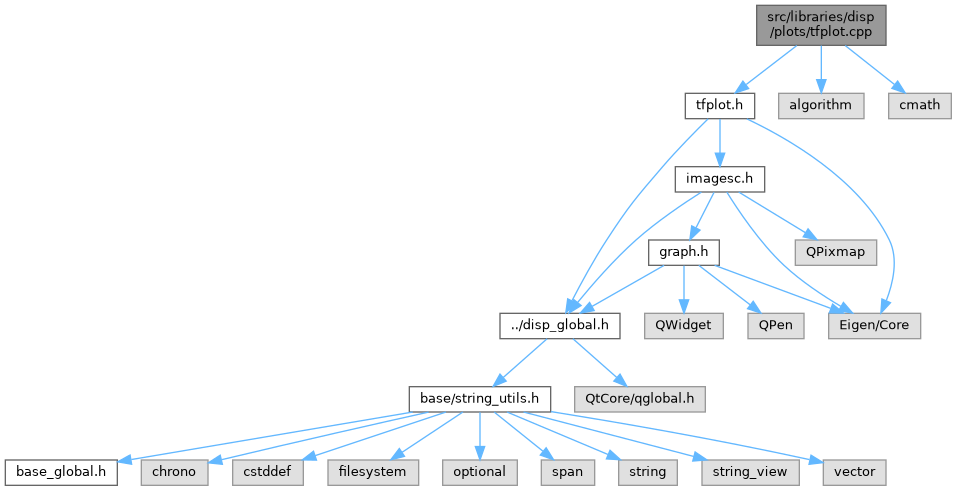 src/libraries/disp
/plots/tfplot.cpp
tfplot.h
algorithm
cmath
imagesc.h
graph.h
QPixmap
../disp_global.h
QWidget
QPen
Eigen/Core
base/string_utils.h
QtCore/qglobal.h
base_global.h
chrono
cstddef
filesystem
optional
span
string
string_view
vector